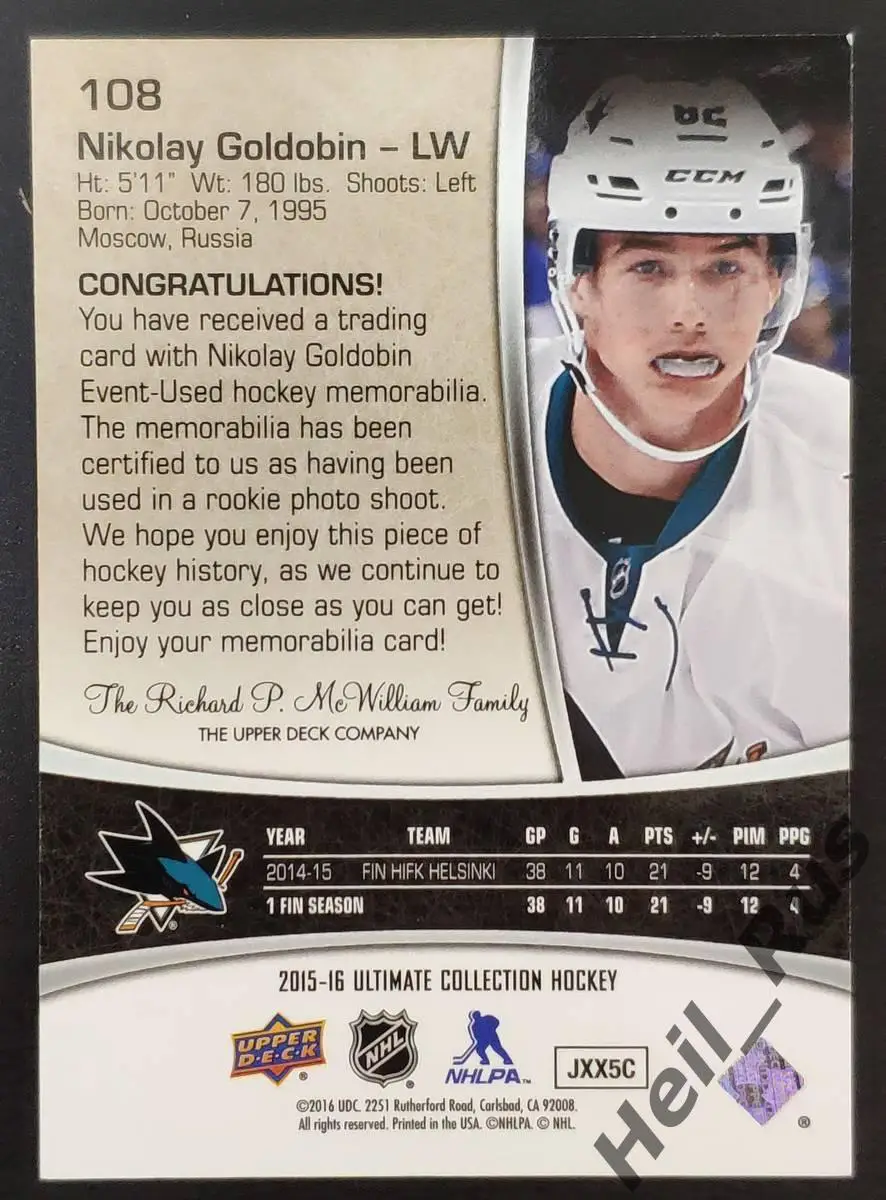 108
Nikolay Goldobin – LW
Ht: 5'11" Wt: 180 lbs. Shoots: Left
Born: October 7, 1995
Moscow, Russia
CONGRATULATIONS!
You have received a trading
card with Nikolay Goldobin
Event-Used hockey memorabilia.
The memorabilia has been
certified to us as having been
used in a rookie photo shoot.
We hope you enjoy this piece of
hockey history, as we continue to
keep you as close as you can get!
Enjoy your memorabilia card!
The Richard P. McWilliam Family
THE UPPER DECK COMPANY
82
CCM
YEAR TEAM GP G A PTS +/- PIM PPG
2014-15 FIN HIFK HELSINKI 38 11 10 21 -9 12 4
1 FIN SEASON 38 11 10 21 -9 12 4
2015-16 ULTIMATE COLLECTION HOCKEY
UPPER DECK®
NHL®
NHLPA™
JXX5C
®
©2016 UDC. 2251 Rutherford Road, Carlsbad, CA 92008.
All rights reserved. Printed in the USA. ©NHLPA. © NHL.
Heil_Rus